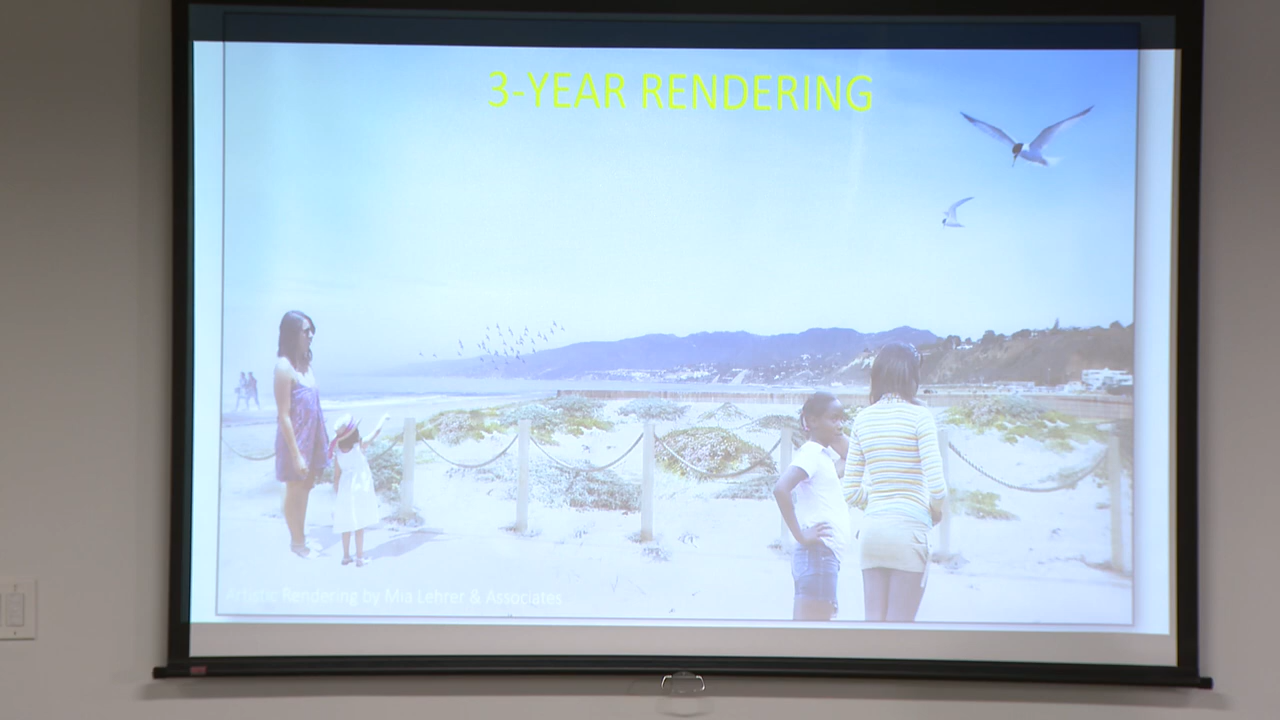 3-YEAR RENDERING
Artistic Rendering by Mia Lehrer & Associates